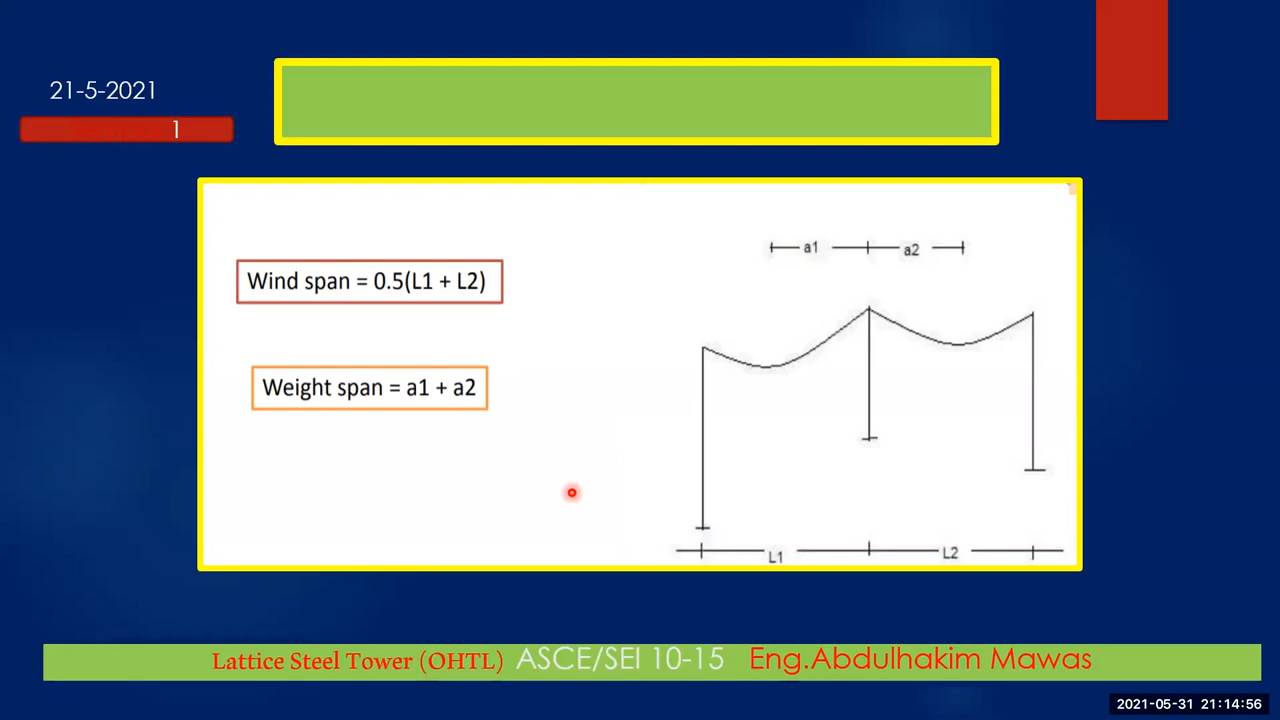 21-5-2021
1
a1
a2
Wind span = 0.5(L1 + L2)
Weight span = a1 + a2
L1
L2
Lattice Steel Tower (OHTL) ASCE/SEI 10-15 Eng.Abdulhakim Mawas
2021-05-31 21:14:56